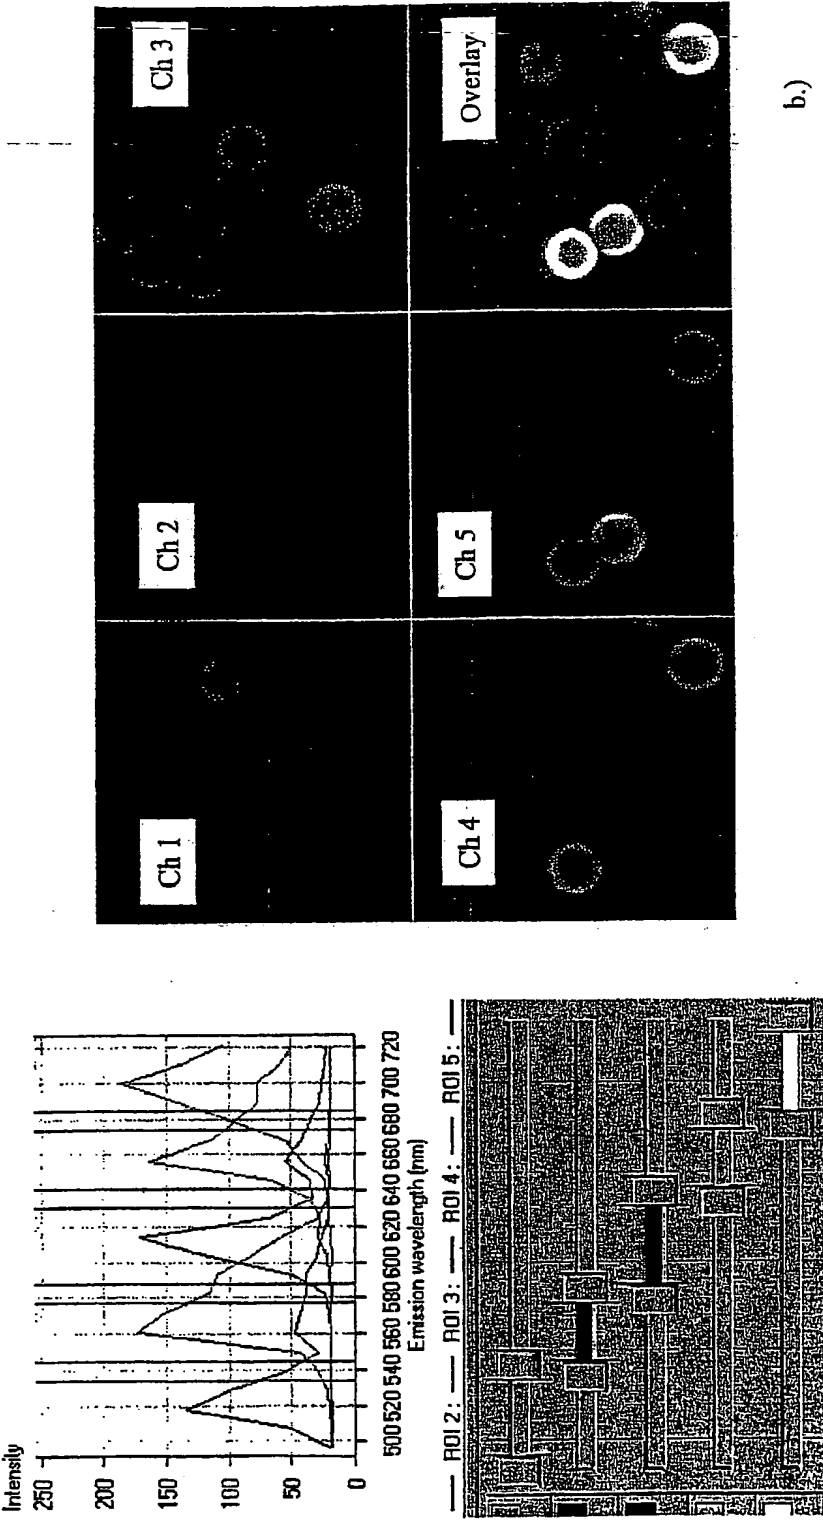 Intensity
250
200
150
100
50
0
500 520 540 560 580 600 620 640 660 680 700 720
Emission wavelength (nm)
ROI 2:
ROI 3:
ROI 4:
ROI 5:
Ch 1
Ch 2
Ch 3
Ch 4
Ch 5
Overlay
b.)